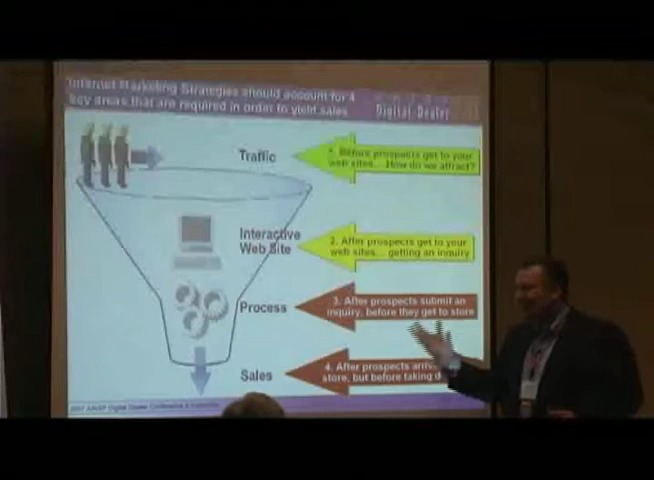 Internet Marketing Strategies should account for 4
key areas that are required in order to yield sales
Digital Dealer
Traffic
1. Before prospects get to your
web sites... How do we attract?
Interactive
Web Site
2. After prospects get to your
web sites... getting an inquiry
Process
3. After prospects submit an
inquiry, before they get to store
Sales
4. After prospects
store, but before taking
Digital Dealer Conference &